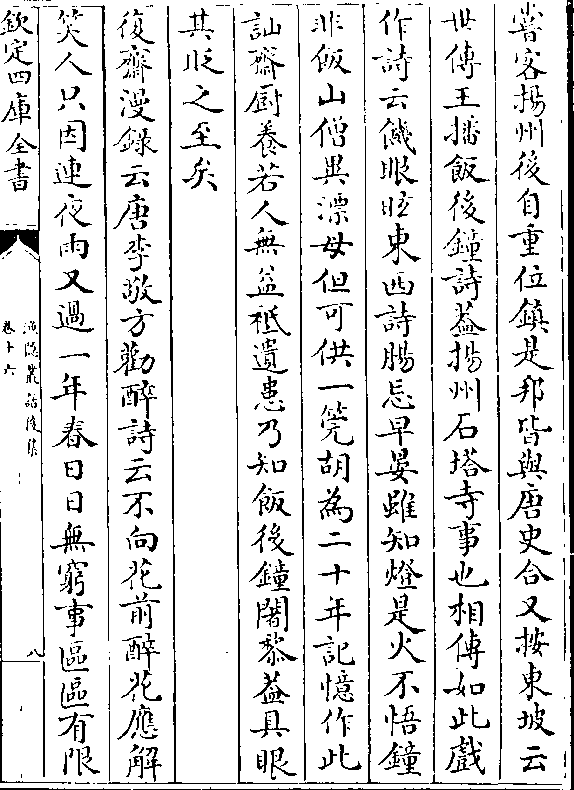 嘗客揚州後自重位鎮是邦皆與唐史合又按東坡云
世傳王播飯後鐘詩葢揚州石塔寺事也相傳如此戲
作詩云饑眼眩東西詩腸忘早晏雖知燈是火不悟鐘
非飯山僧異漂母但可供一莞胡為二十年記憶作此
訕齋厨養若人無益祗遺患乃知飯後鐘闍黎葢具眼
其貶之至矣
復齋漫録云唐李敬方勸醉詩云不向花前醉花應解
笑人只因連夜雨又過一年春日日無窮事區區有限
欽定四庫全書
漁隱叢話後集
卷十六
八